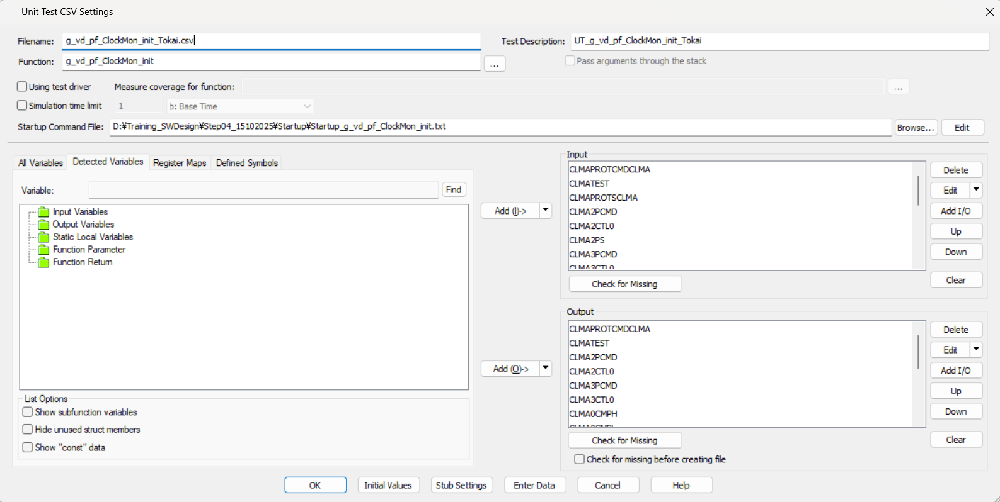 Unit Test CSV Settings
Filename: g_vd_pf_ClockMon_init_Tokai.csv Test Description: UT_g_vd_pf_ClockMon_init_Tokai
Function: g_vd_pf_ClockMon_init ... Pass arguments through the stack
Using test driver Measure coverage for function: ...
Simulation time limit 1 b: Base Time
Startup Command File: D:¥Training_SWDesign¥Step04_15102025¥Startup¥Startup_g_vd_pf_ClockMon_init.txt Browse... Edit
All Variables Detected Variables Register Maps Defined Symbols
Variable: Find
Input Variables
Output Variables
Static Local Variables
Function Parameter
Function Return
List Options
Show subfunction variables
Hide unused struct members
Show "const" data
Add (I)->
Add (O)->
Input
CLMAPROTCMDCLMA
CLMATEST
CLMAPROTSCLMA
CLMA2PCMD
CLMA2CTL0
CLMA2PS
CLMA3PCMD
CLMA3CTL0
Delete
Edit
Add I/O
Up
Down
Clear
Check for Missing
Output
CLMAPROTCMDCLMA
CLMATEST
CLMA2PCMD
CLMA2CTL0
CLMA3PCMD
CLMA3CTL0
CLMA0CMPH
Delete
Edit
Add I/O
Up
Down
Clear
Check for Missing
Check for missing before creating file
OK Initial Values Stub Settings Enter Data Cancel Help